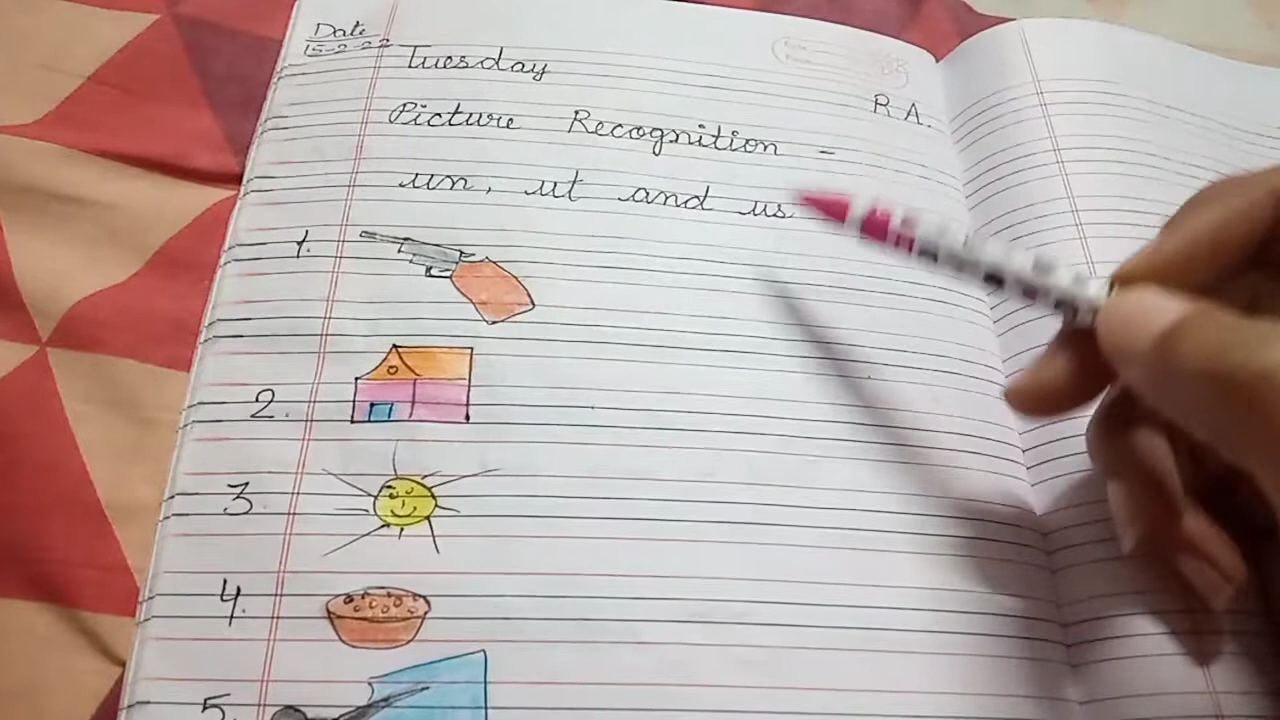 Date
15-2-22
Tuesday
R.A.
Picture Recognition -
un, ut and us
1.
2.
3.
4.
5.